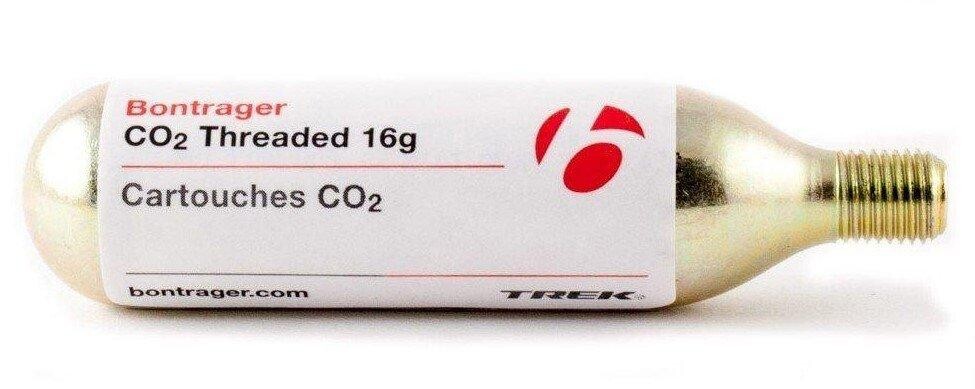 Bontrager
CO2 Threaded 16g
Cartouches CO2
bontrager.com
TREK®